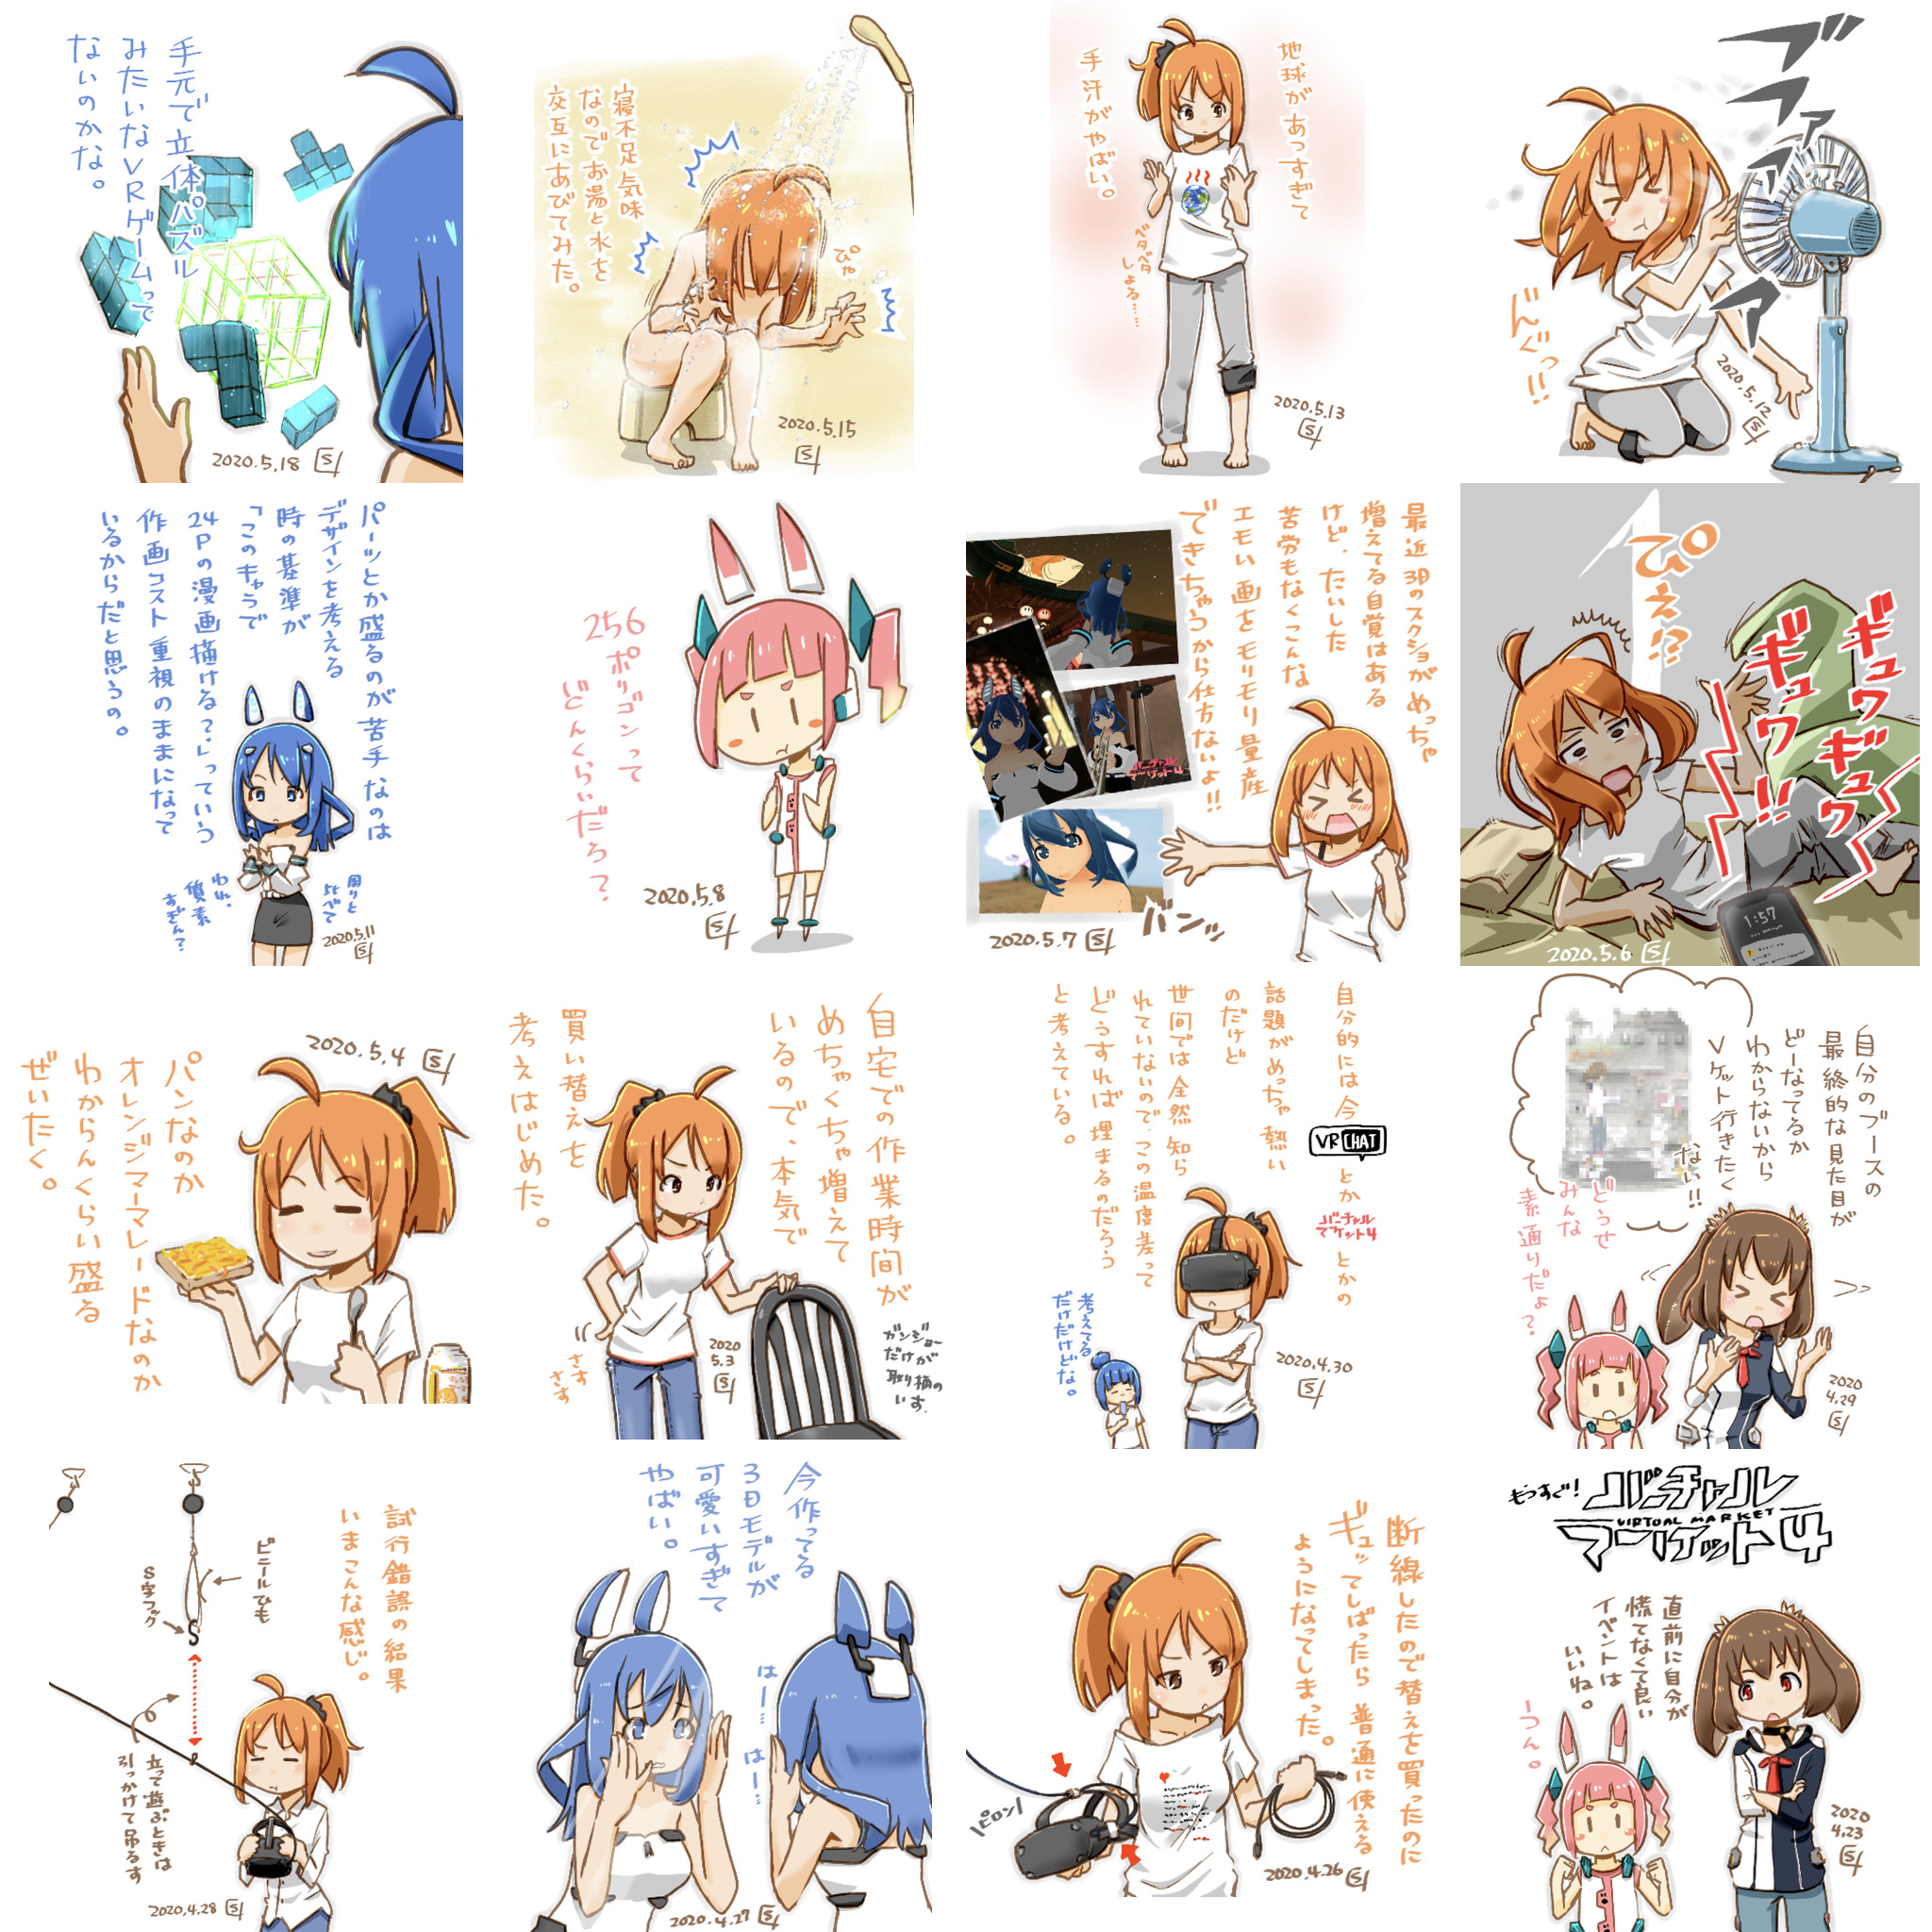 手元で立体パズル
みたいなVRゲームって
ないのかな。
2020.5.18
寝不足気味
なのでお湯と水を
交互にあびてみた。
ぴゃ
2020.5.15
地球があっすぎて
手汗がやばい。
ベタベタ
しよる……
2020.5.13
ブファァァ
んぐっ!!
2020.5.12
パーッとか盛るのが苦手なのは
デザインを考える
時の基準が
「このキャラで
24Pの漫画描ける?」っていう
作画コスト重視のままになって
いるからだと思うの。
周りと
比べて
われ、
質素
すぎん?
2020.5.11
256ポリゴンって
どんくらいだろ?
2020.5.8
最近3Dのスクショがめっちゃ
増えてる自覚はある
けど、たいした
苦労もなくこんな
エモい画をモリモリ量産
できちゃうから仕方ないよ!!
バーチャル
マーケット4
バンッ
2020.5.7
ぴぇ!?
ギュワギュワ
ギュワ!!
1:57
2020.5.6
2020.5.4
パンなのか
オレンジマーマレードなのか
わからんくらい盛る
ぜいたく。
自宅での作業時間が
めちゃくちゃ増えて
いるので、本気で
買い替えを
考えはじめた。
さす
さす
2020
5.3
ガンジョー
だけが
取り柄の
いす。
自分的には今
VRCHAT
とか
バーチャル
マーケット4
とかの
話題がめっちゃ熱い
のだけど
世間では全然知ら
れていないので、この温度差って
どうすれば埋まるのだろう
と考えている。
考えてる
だけだけどな。
2020.4.30
自分のブースの
最終的な見た目が
どーなってるか
わからないから
Vケット行きたく
ない!!
どうせ
みんな
素通りだょ?
2020
4.29
試行錯誤の結果
いまこんな感じ。
ビニールひも
S字フック
立って遊ぶときは
引っかけて吊るす
2020.4.28
今作ってる
3Dモデルが
可愛いすぎて
やばい。
はー…
はー…
2020.4.27
断線したので替えを買ったのに
ギュッてしばったら普通に使える
ようになってしまった。
ピロン
2020.4.26
もうすぐ!
バーチャル
VIRTUAL MARKET
マーケット4
直前に自分が
慌てなくて良い
イベントは
いいね。
ーつん。
2020
4.23